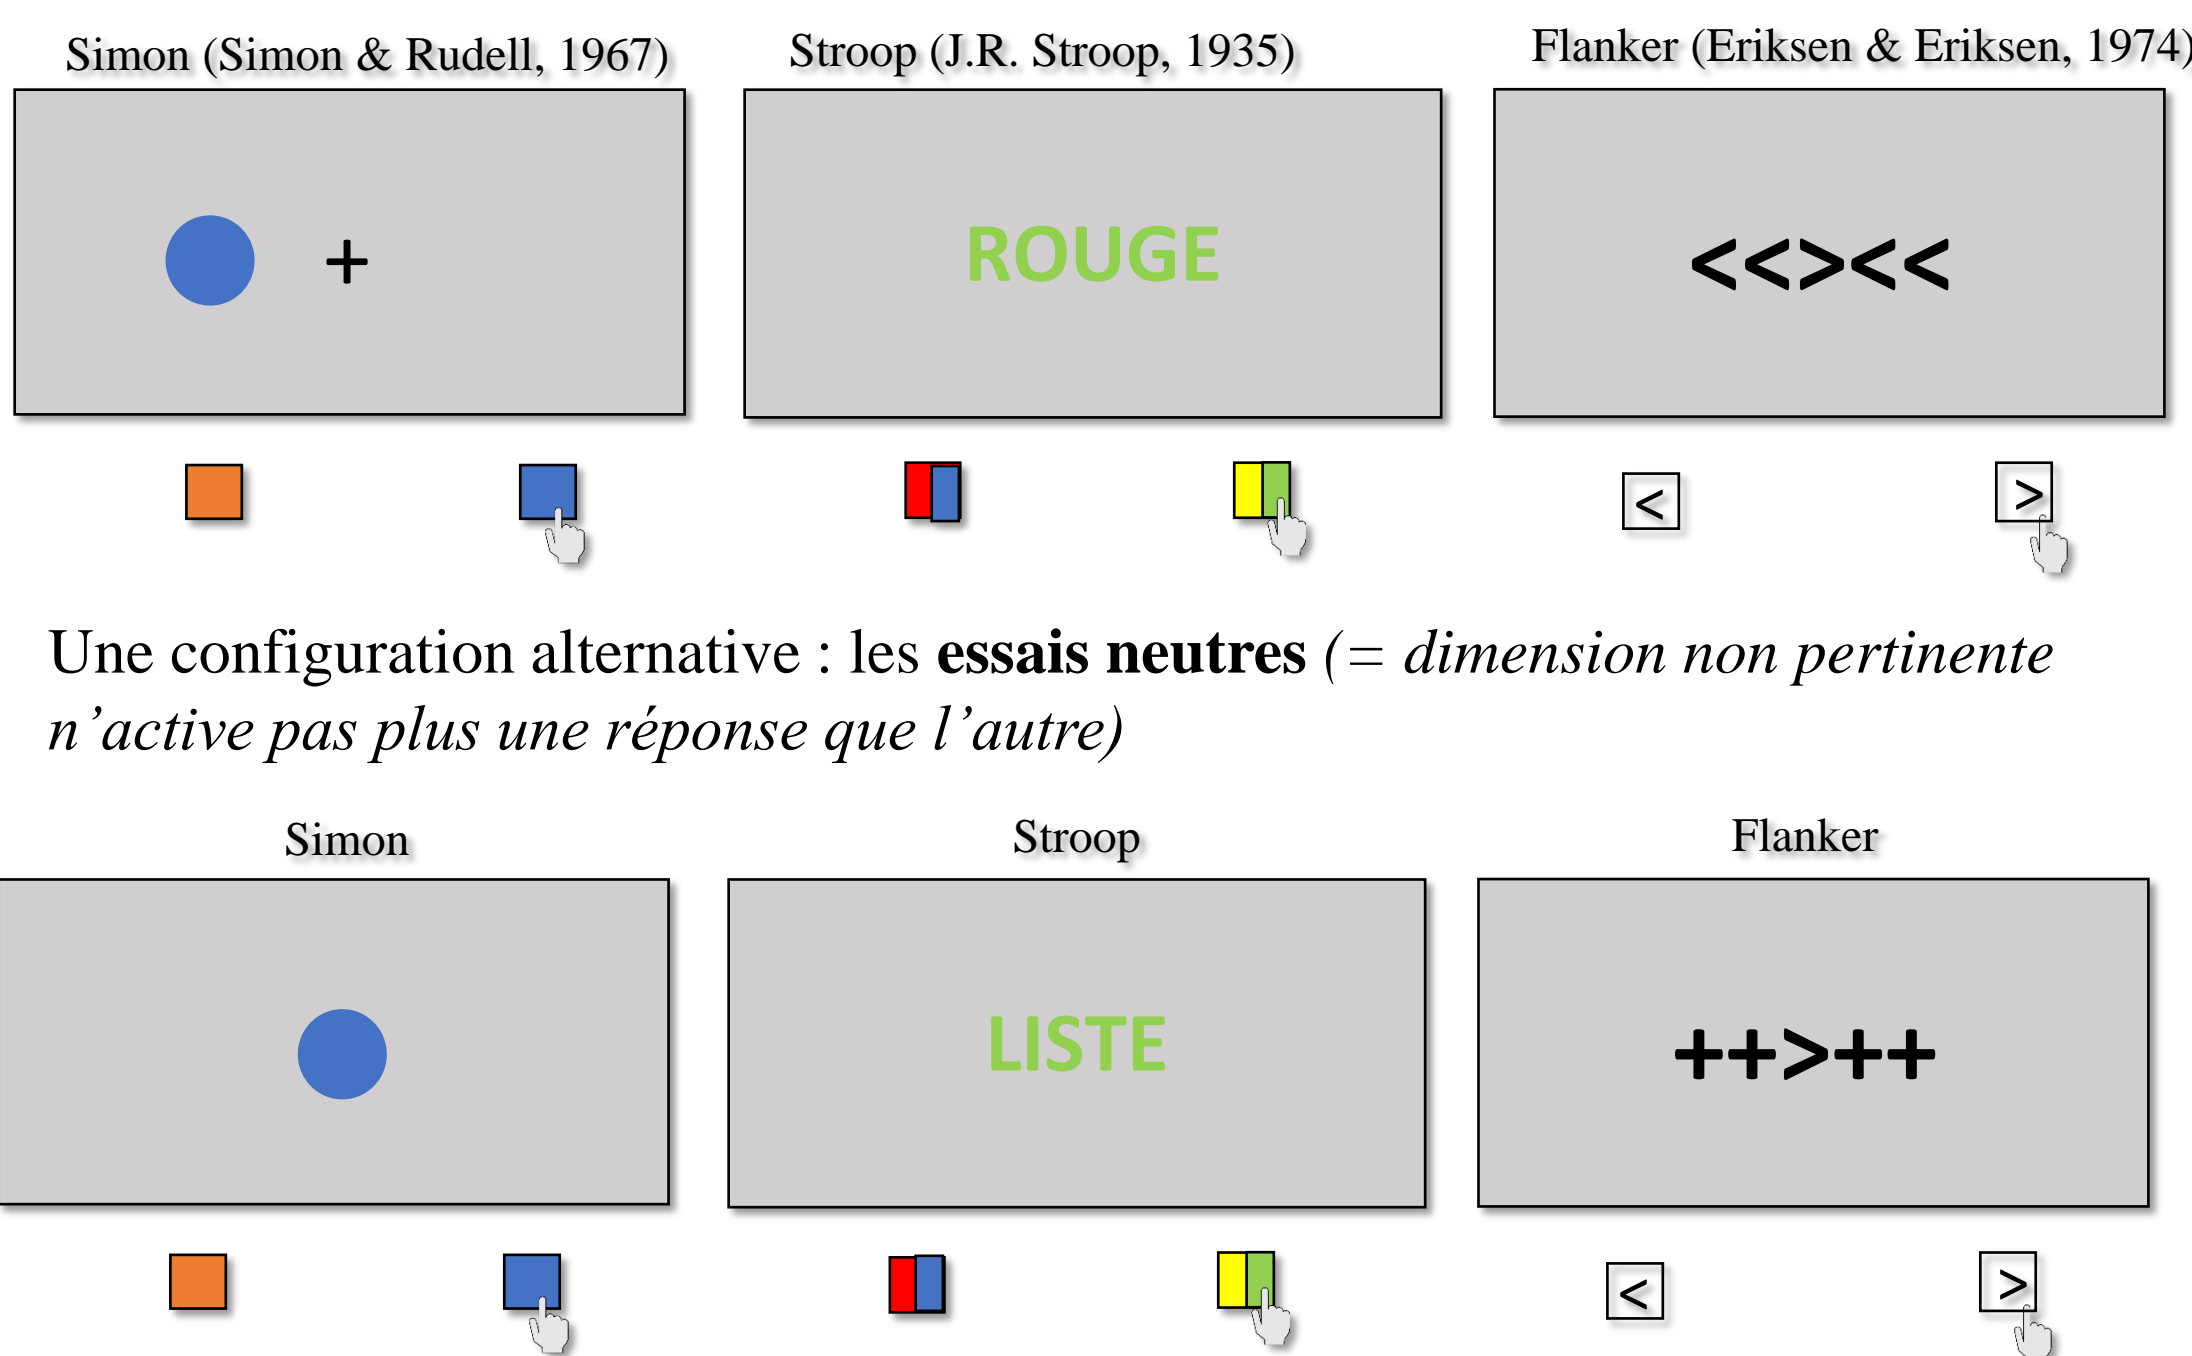 Simon (Simon & Rudell, 1967)
Stroop (J.R. Stroop, 1935)
Flanker (Eriksen & Eriksen, 1974)
+
ROUGE
<<><<
<
>
Une configuration alternative : les essais neutres (= dimension non pertinente
n’active pas plus une réponse que l’autre)
Simon
Stroop
Flanker
LISTE
++>++
<
>